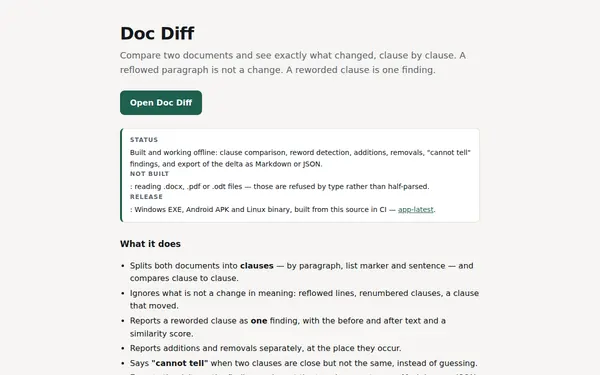 Doc Diff
Compare two documents and see exactly what changed, clause by clause. A
reflowed paragraph is not a change. A reworded clause is one finding.
Open Doc Diff
STATUS
Built and working offline: clause comparison, reword detection, additions, removals, "cannot tell"
findings, and export of the delta as Markdown or JSON.
NOT BUILT
: reading .docx, .pdf or .odt files — those are refused by type rather than half-parsed.
RELEASE
: Windows EXE, Android APK and Linux binary, built from this source in CI — app-latest.
What it does
• Splits both documents into clauses — by paragraph, list marker and sentence — and
compares clause to clause.
• Ignores what is not a change in meaning: reflowed lines, renumbered clauses, a clause
that moved.
• Reports a reworded clause as one finding, with the before and after text and a
similarity score.
• Reports additions and removals separately, at the place they occur.
• Says "cannot tell" when two clauses are close but not the same, instead of guessing.